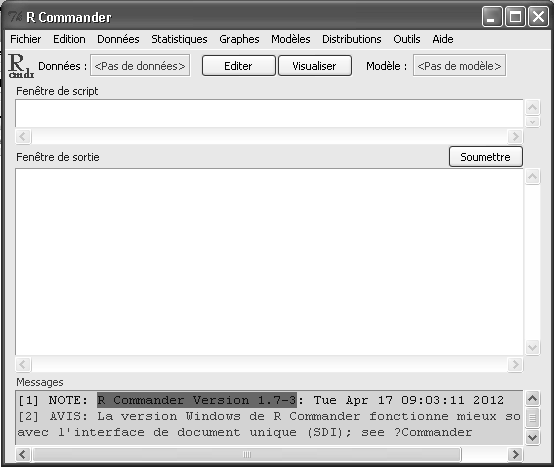 R Commander
Fichier Edition Données Statistiques Graphes Modèles Distributions Outils Aide
R cmdr Données : <Pas de données> Editer Visualiser Modèle : <Pas de modèle>
Fenêtre de script
Fenêtre de sortie Soumettre
Messages
[1] NOTE: R Commander Version 1.7-3: Tue Apr 17 09:03:11 2012
[2] AVIS: La version Windows de R Commander fonctionne mieux so
avec l'interface de document unique (SDI); see ?Commander